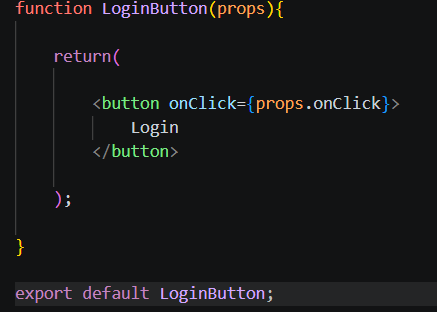 function LoginButton(props){
return(
<button onClick={props.onClick}>
Login
</button>
);
}
export default LoginButton;